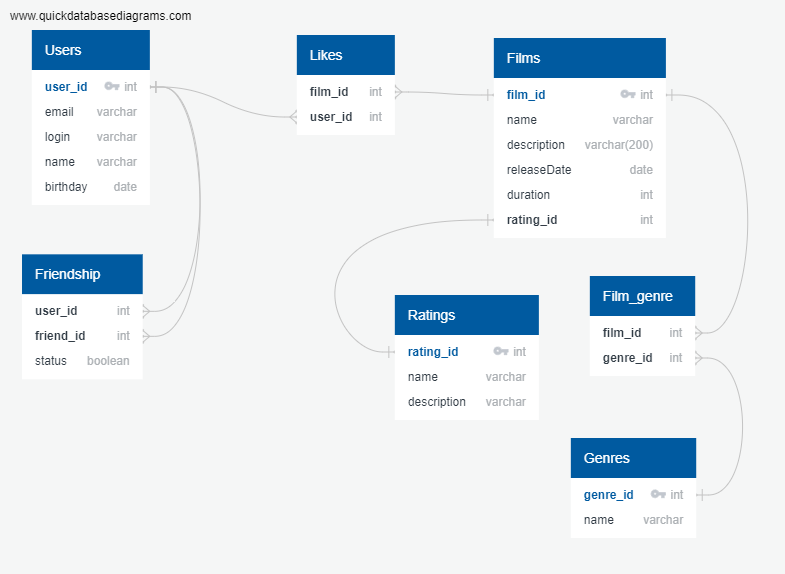 www.quickdatabasediagrams.com
Users
user_id int
email varchar
login varchar
name varchar
birthday date
Likes
film_id int
user_id int
Films
film_id int
name varchar
description varchar(200)
releaseDate date
duration int
rating_id int
Friendship
user_id int
friend_id int
status boolean
Ratings
rating_id int
name varchar
description varchar
Film_genre
film_id int
genre_id int
Genres
genre_id int
name varchar